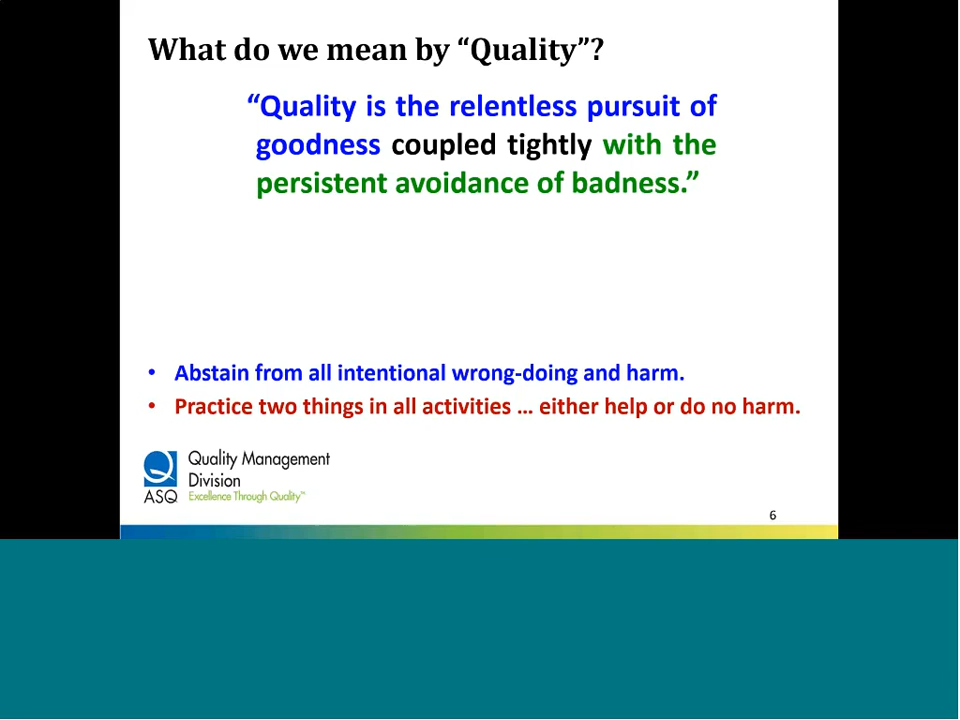 What do we mean by “Quality”?
“Quality is the relentless pursuit of
goodness coupled tightly with the
persistent avoidance of badness.”
• Abstain from all intentional wrong-doing and harm.
• Practice two things in all activities … either help or do no harm.
Quality Management
Division
ASQ Excellence Through Quality™
6